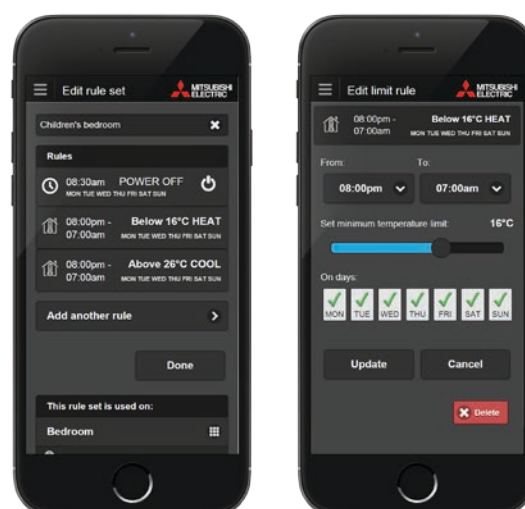 Edit rule set
MITSUBISHI
ELECTRIC
Children's bedroom
Rules
08:30am POWER OFF
MON TUE WED THU FRI SAT SUN
08:00pm - Below 16°C HEAT
07:00am MON TUE WED THU FRI SAT SUN
08:00pm - Above 26°C COOL
07:00am MON TUE WED THU FRI SAT SUN
Add another rule
Done
This rule set is used on:
Bedroom
Edit limit rule
MITSUBISHI
ELECTRIC
08:00pm - Below 16°C HEAT
07:00am MON TUE WED THU FRI SAT SUN
From: To:
08:00pm 07:00am
Set minimum temperature limit: 16°C
On days:
MON TUE WED THU FRI SAT SUN
Update Cancel
Delete